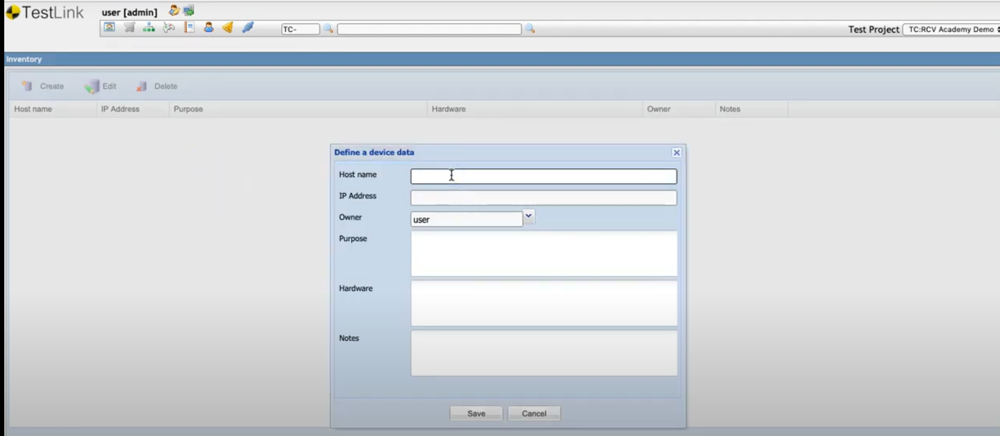 TestLink user [admin]
TC- Test Project TC:RCV Academy Demo
Inventory
Create Edit Delete
Host name IP Address Purpose Hardware Owner Notes
Define a device data
Host name
IP Address
Owner user
Purpose
Hardware
Notes
Save Cancel